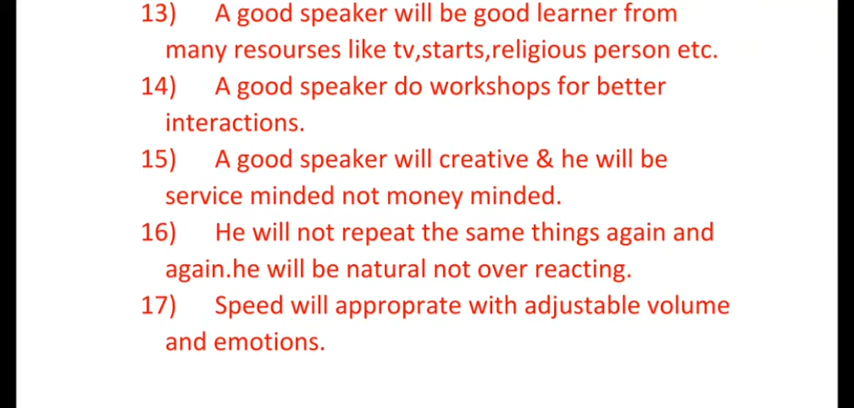 13) A good speaker will be good learner from
many resourses like tv,starts,religious person etc.
14) A good speaker do workshops for better
interactions.
15) A good speaker will creative & he will be
service minded not money minded.
16) He will not repeat the same things again and
again.he will be natural not over reacting.
17) Speed will approprate with adjustable volume
and emotions.